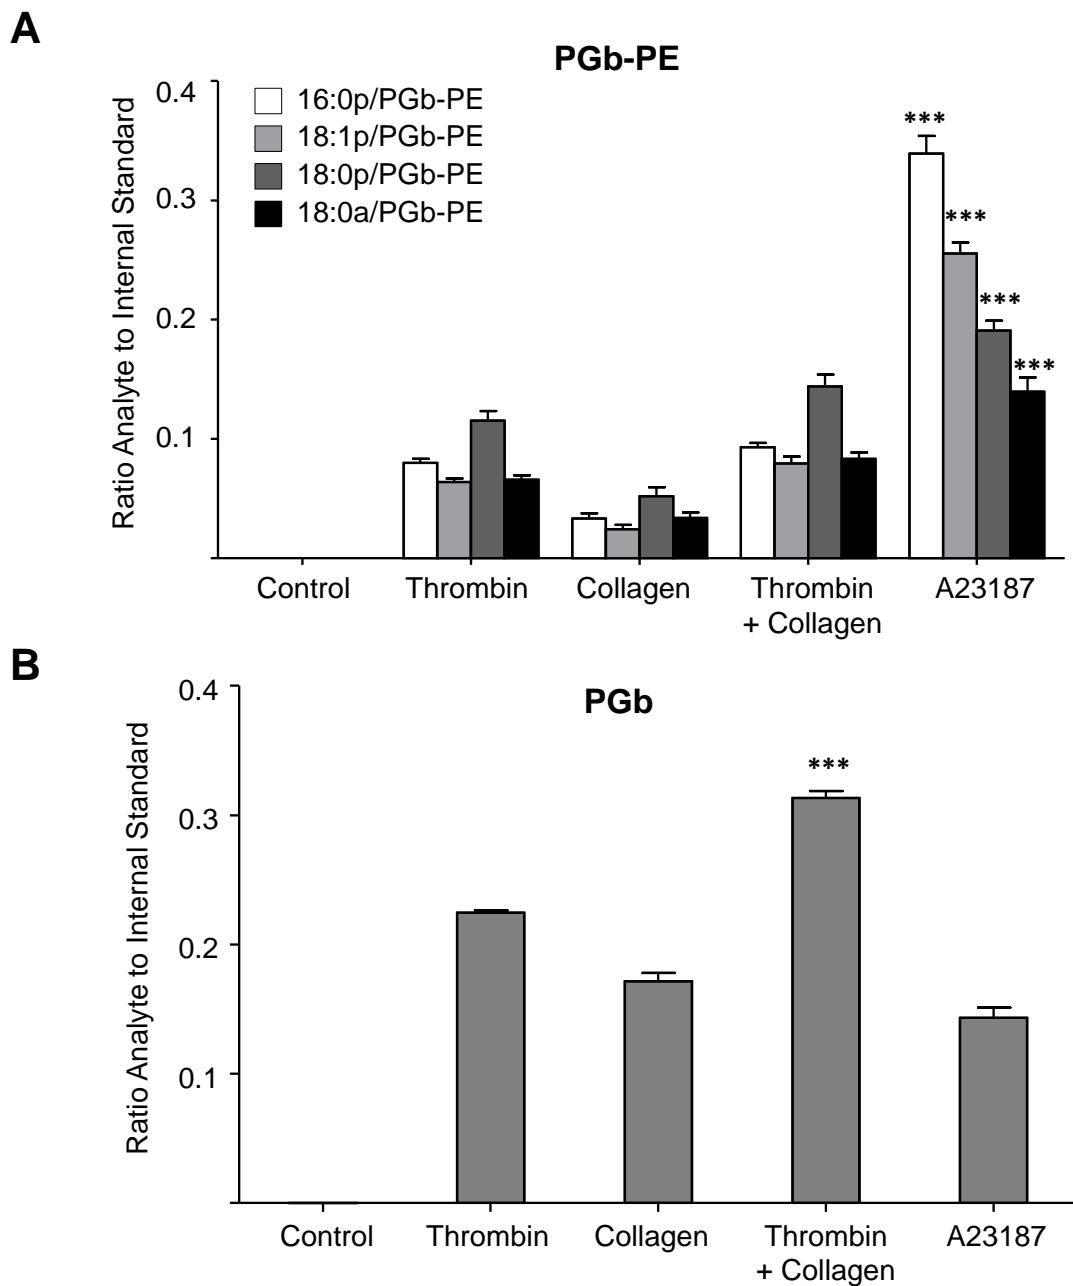 A
PGb-PE
Ratio Analyte to Internal Standard
0.4
0.3
0.2
0.1
16:0p/PGb-PE
18:1p/PGb-PE
18:0p/PGb-PE
18:0a/PGb-PE
***
***
***
***
Control
Thrombin
Collagen
Thrombin
+ Collagen
A23187
B
PGb
Ratio Analyte to Internal Standard
0.4
0.3
0.2
0.1
***
Control
Thrombin
Collagen
Thrombin
+ Collagen
A23187